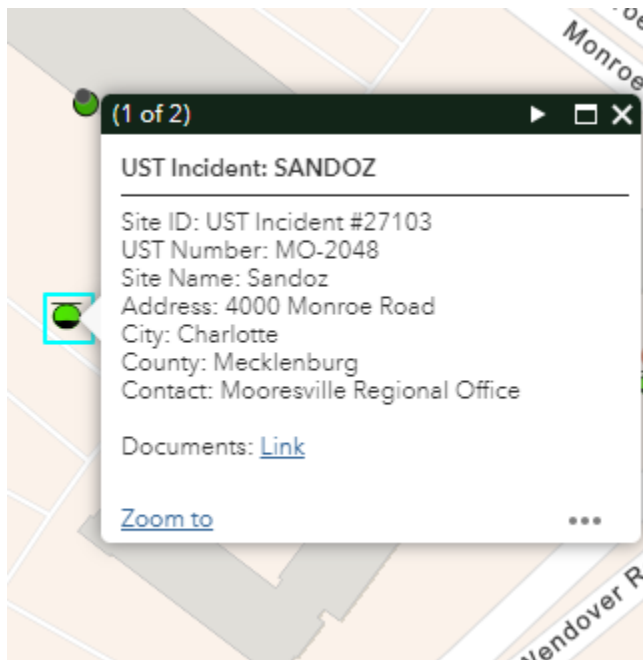 Monroe
(1 of 2)
UST Incident: SANDOZ
Site ID: UST Incident #27103
UST Number: MO-2048
Site Name: Sandoz
Address: 4000 Monroe Road
City: Charlotte
County: Mecklenburg
Contact: Mooresville Regional Office
Documents: Link
Zoom to
Wendover R